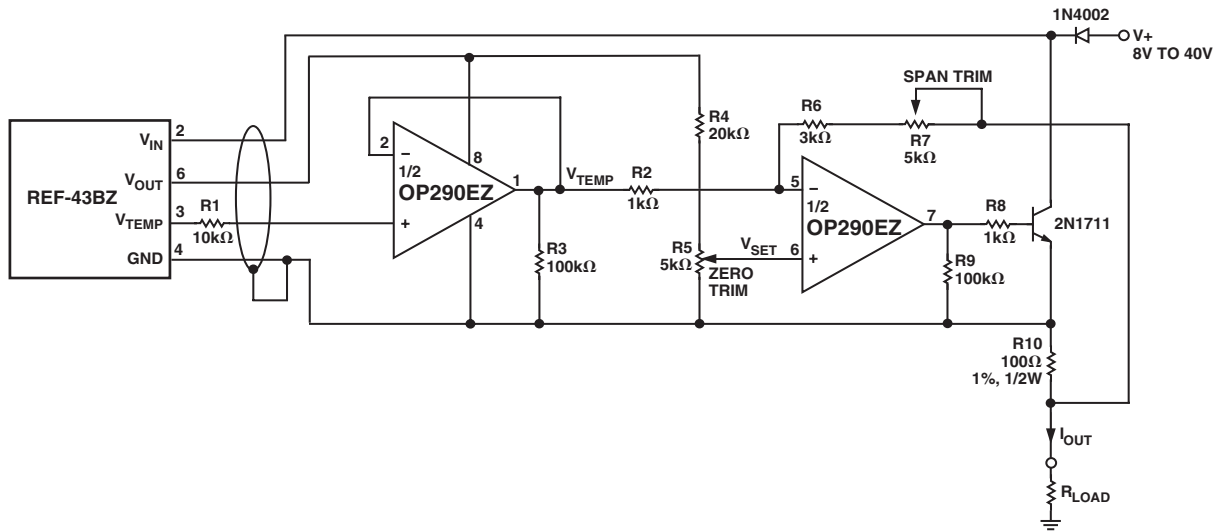 1N4002
V+
8V TO 40V
SPAN TRIM
R4
20kΩ
R6
3kΩ
R7
5kΩ
2
VIN
6
VOUT
REF-43BZ
3
VTEMP
R1
10kΩ
4
GND
2
−
8
1/2
OP290EZ
1
+
4
VTEMP
R2
1kΩ
R3
100kΩ
R5
5kΩ
VSET
ZERO
TRIM
5
−
1/2
OP290EZ
7
6
+
R8
1kΩ
2N1711
R9
100kΩ
R10
100Ω
1%, 1/2W
IOUT
RLOAD